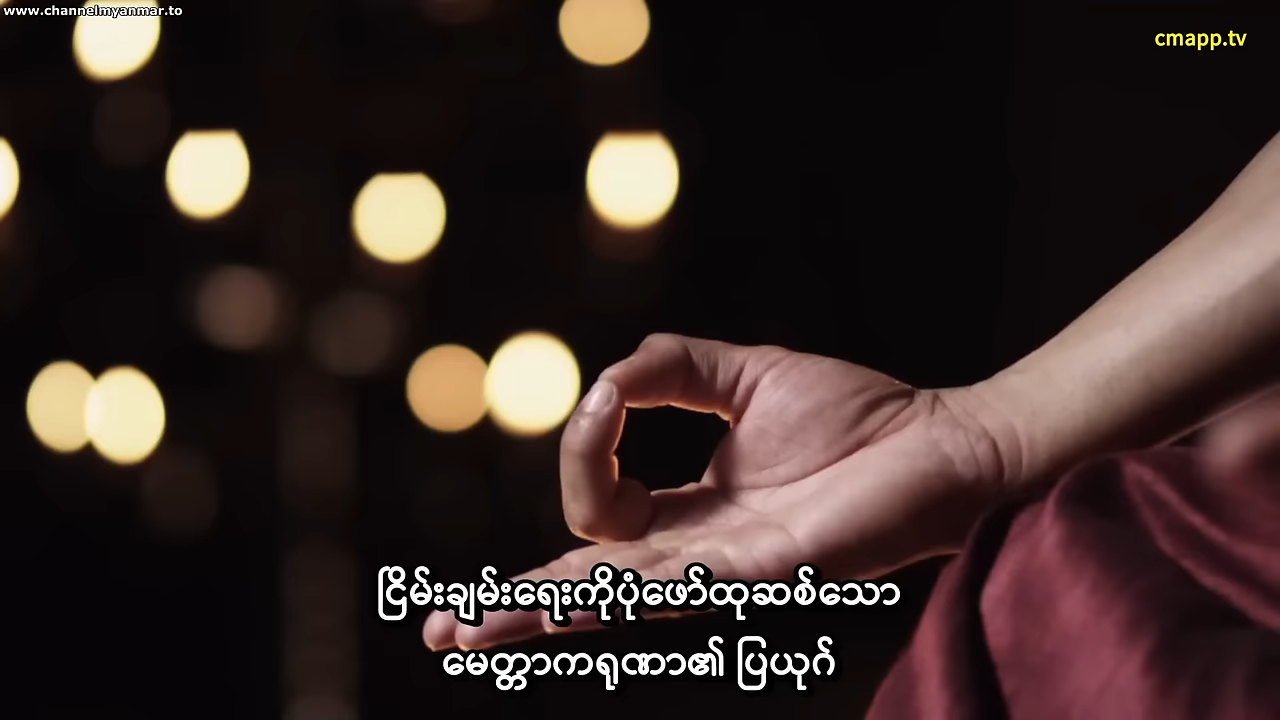 www.channelmyanmar.to
cmapp.tv
ငြိမ်းချမ်းရေးကိုပုံဖော်ထုဆစ်သော
မေတ္တာကရုဏာ၏ ပြယုဂ်